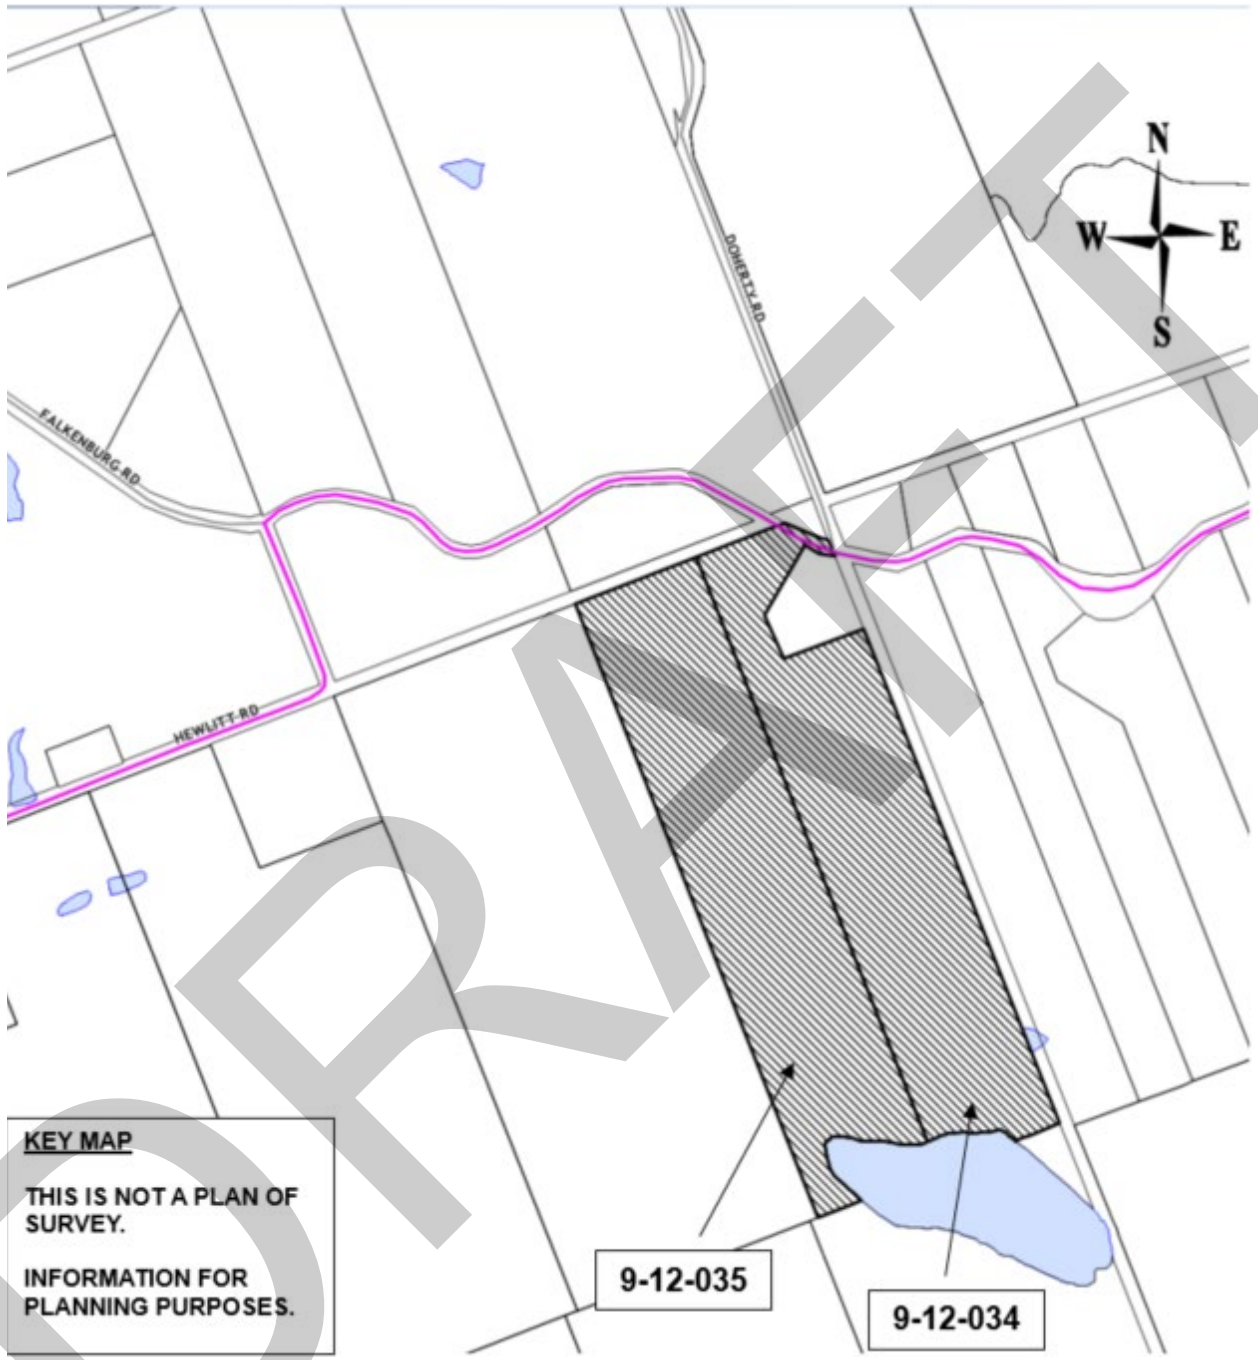 N
W E
S
DOHERTY RD
FALKENBURG RD
HEWLITT RD
DRAFT
KEY MAP
THIS IS NOT A PLAN OF
SURVEY.
INFORMATION FOR
PLANNING PURPOSES.
9-12-035
9-12-034